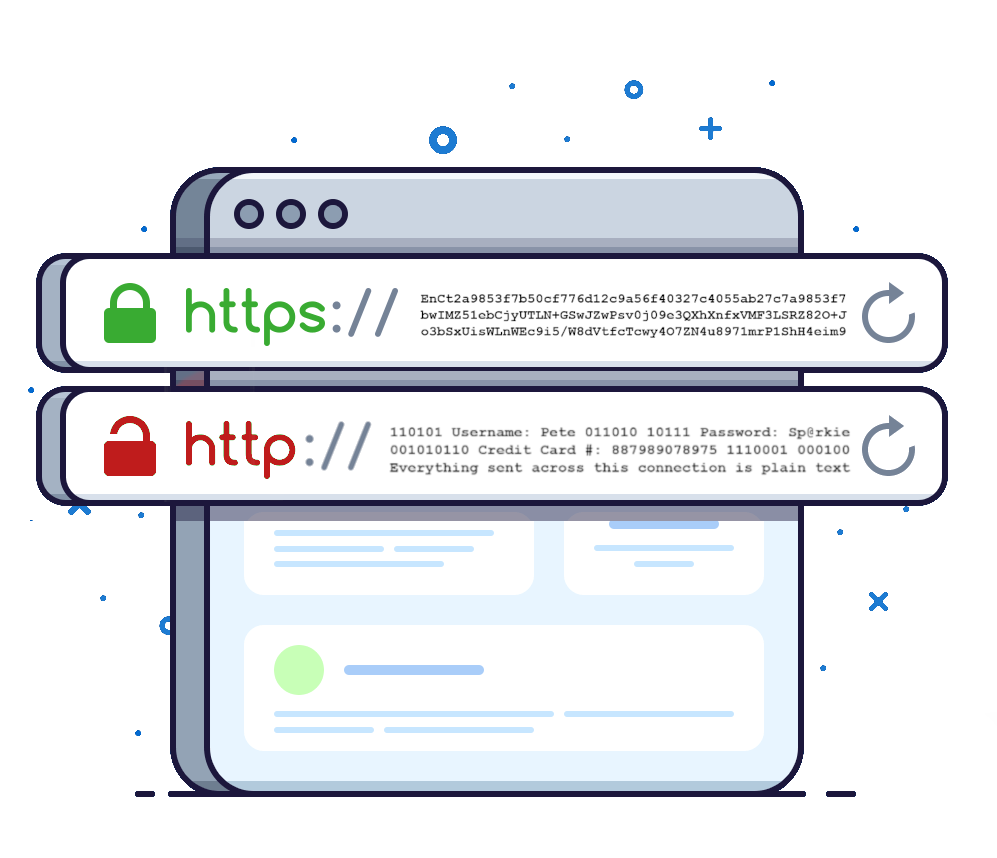 https://
EnCt2a9853f7b50cf776d12c9a56f40327c4055ab27c7a9853f7
bwIMZ51ebCjyUTLN+GSwJZwPsv0j09c3QXhXnfxVMF3LSRZ82O+J
o3bSxUisWLnWEc9i5/W8dVtfcTcwy4O7ZN4u8971mrP1ShH4eim9
http://
110101 Username: Pete 011010 10111 Password: Sp@rkie
001010110 Credit Card #: 887989078975 1110001 000100
Everything sent across this connection is plain text